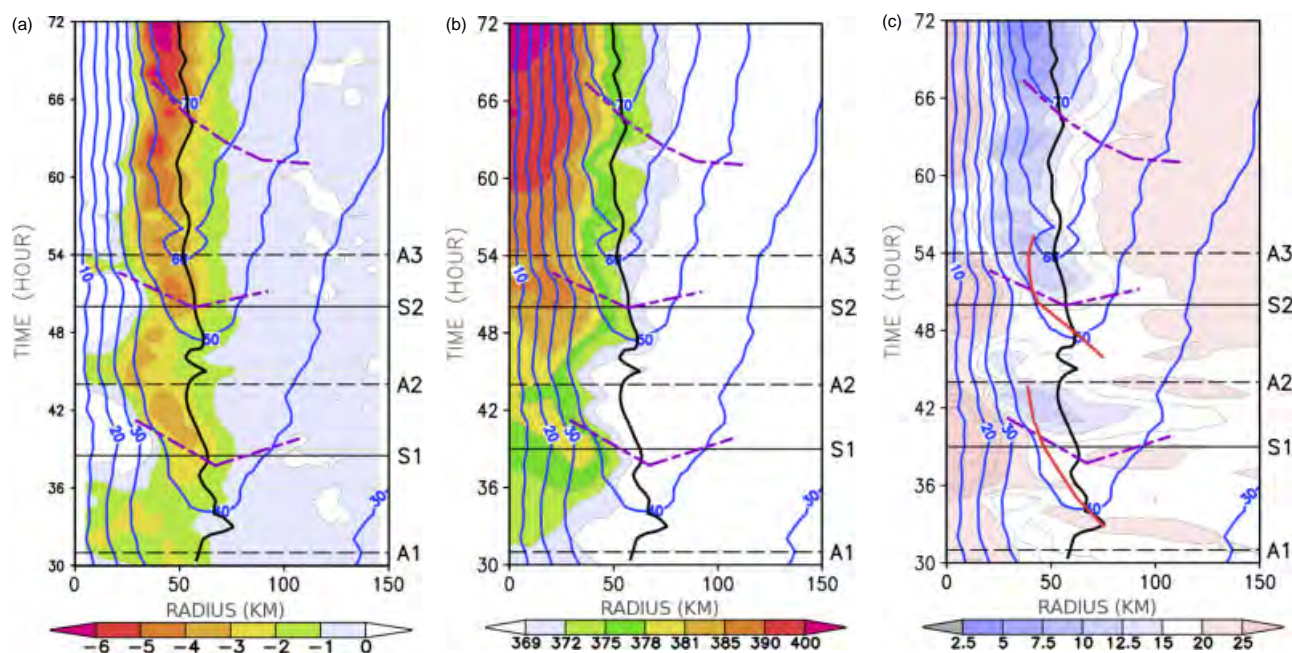 (a)
72
66
60
54
48
42
36
30
TIME (HOUR)
70
60
50
40
30
10
20
30
A3
S2
A2
S1
A1
0 50 100 150
RADIUS (KM)
−6 −5 −4 −3 −2 −1 0
(b)
72
66
60
54
48
42
36
30
TIME (HOUR)
70
60
50
40
30
10
20
30
A3
S2
A2
S1
A1
0 50 100 150
RADIUS (KM)
369 372 375 378 381 385 390 400
(c)
72
66
60
54
48
42
36
30
TIME (HOUR)
70
60
50
40
30
10
20
30
A3
S2
A2
S1
A1
0 50 100 150
RADIUS (KM)
2.5 5 7.5 10 12.5 15 20 25